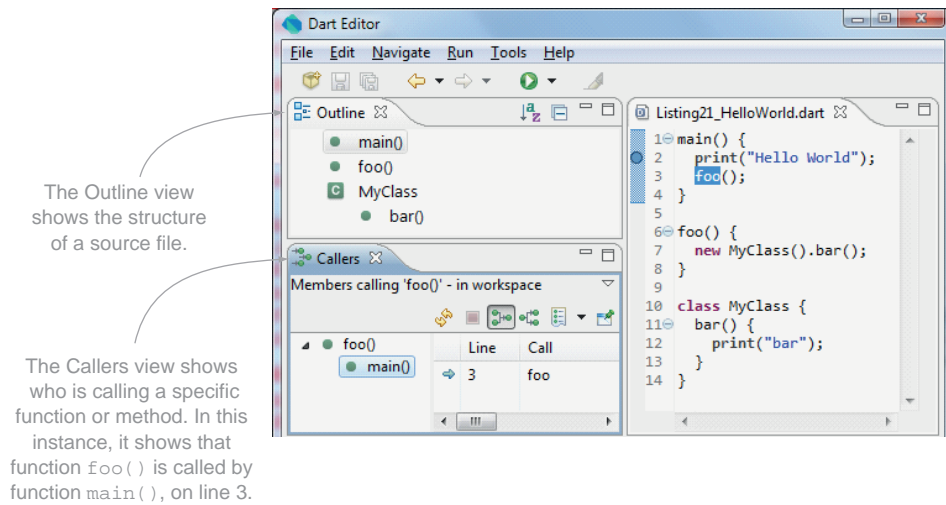 Dart Editor
File Edit Navigate Run Tools Help
Outline
main()
foo()
C MyClass
bar()
Callers
Members calling 'foo()' - in workspace
foo()
main()
Line Call
3 foo
Listing21_HelloWorld.dart
1 main() {
2 print("Hello World");
3 foo();
4 }
5
6 foo() {
7 new MyClass().bar();
8 }
9
10 class MyClass {
11 bar() {
12 print("bar");
13 }
14 }
The Outline view
shows the structure
of a source file.
The Callers view shows
who is calling a specific
function or method. In this
instance, it shows that
function foo() is called by
function main(), on line 3.